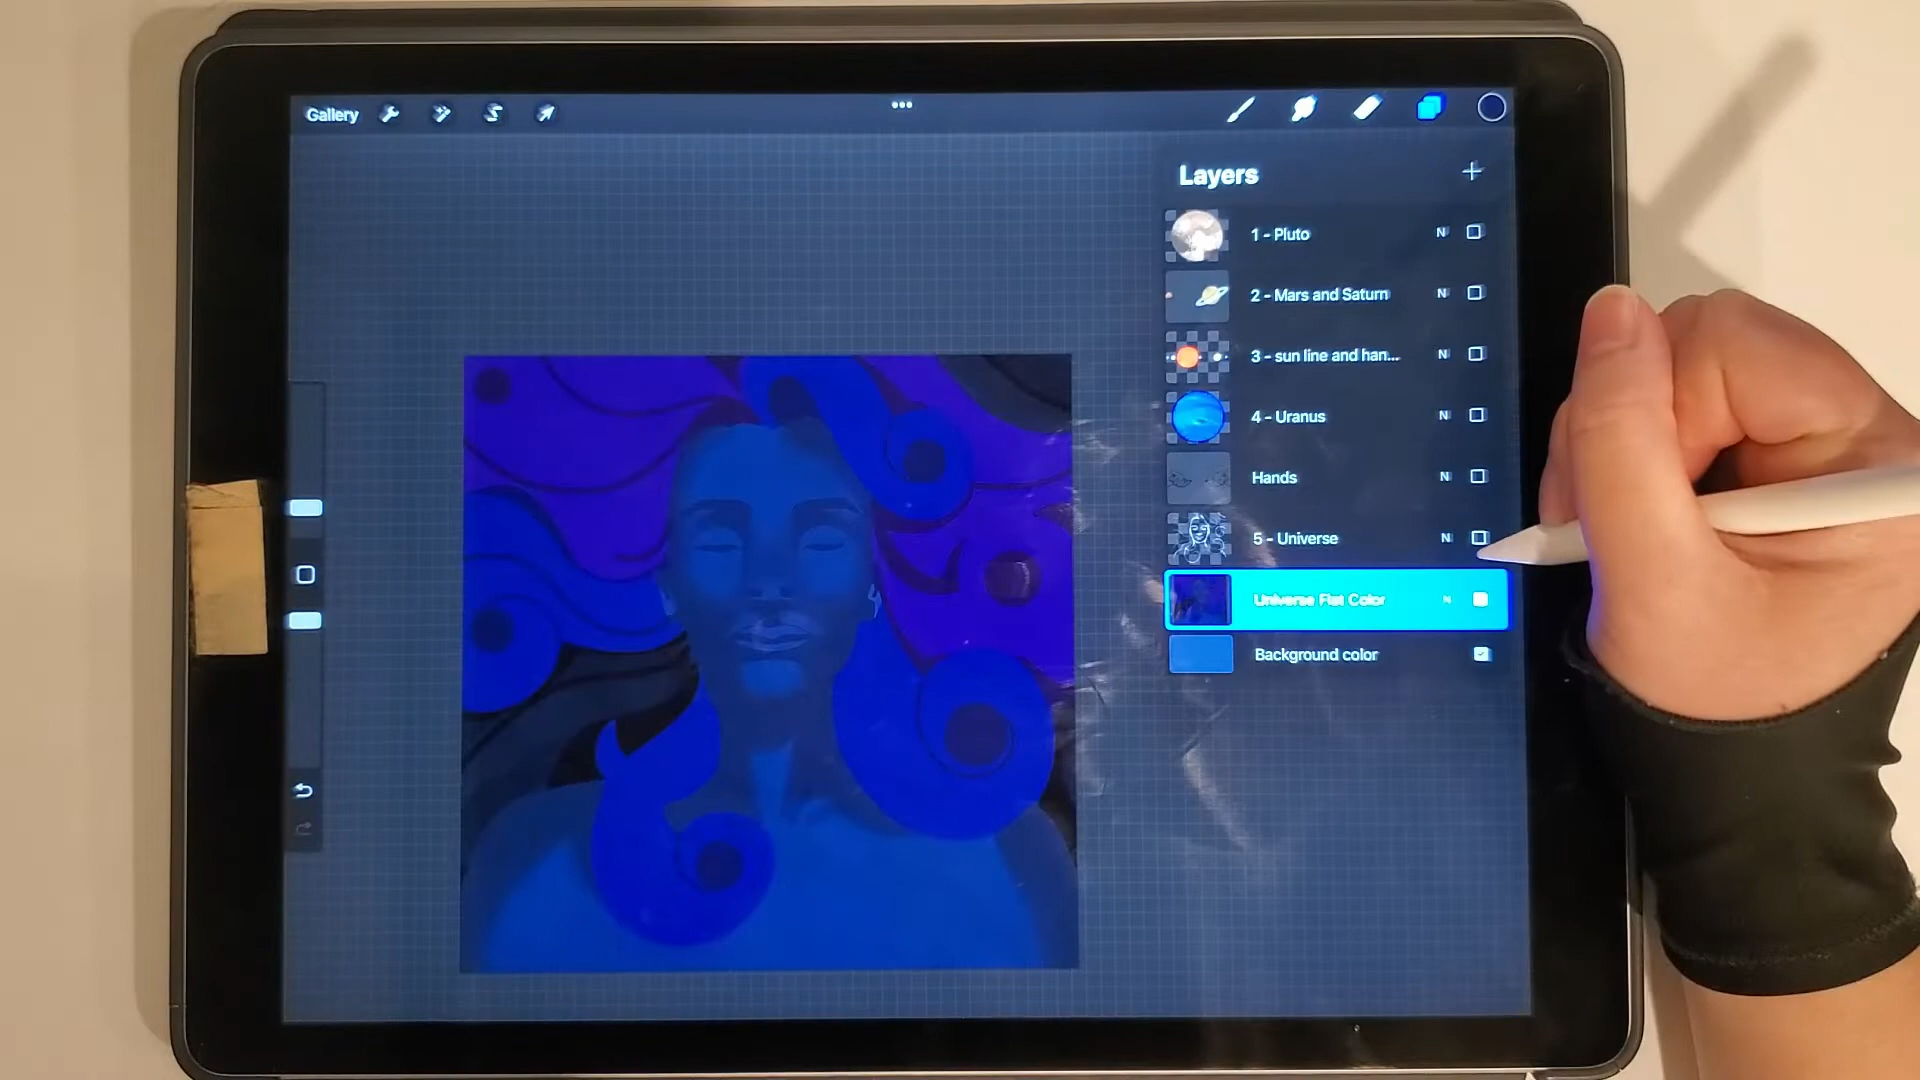 Gallery
Layers
1 - Pluto N
2 - Mars and Saturn N
3 - sun line and han... N
4 - Uranus N
Hands N
5 - Universe N
Universe Flat Color N
Background color